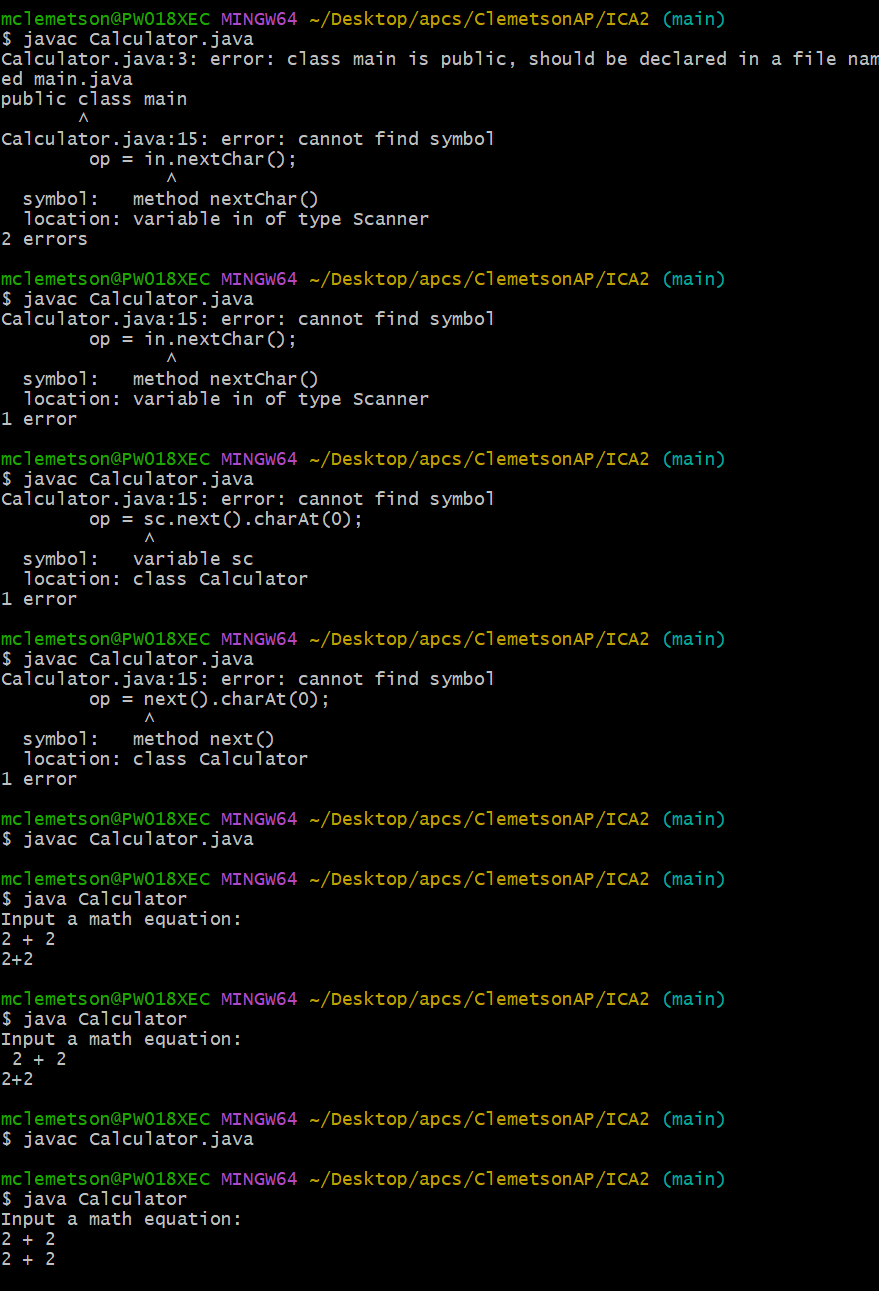 mclemetson@PW018XEC MINGW64 ~/Desktop/apcs/ClemetsonAP/ICA2 (main)
$ javac Calculator.java
Calculator.java:3: error: class main is public, should be declared in a file nam
ed main.java
public class main
       ^
Calculator.java:15: error: cannot find symbol
        op = in.nextChar();
               ^
  symbol:   method nextChar()
  location: variable in of type Scanner
2 errors

mclemetson@PW018XEC MINGW64 ~/Desktop/apcs/ClemetsonAP/ICA2 (main)
$ javac Calculator.java
Calculator.java:15: error: cannot find symbol
        op = in.nextChar();
               ^
  symbol:   method nextChar()
  location: variable in of type Scanner
1 error

mclemetson@PW018XEC MINGW64 ~/Desktop/apcs/ClemetsonAP/ICA2 (main)
$ javac Calculator.java
Calculator.java:15: error: cannot find symbol
        op = sc.next().charAt(0);
             ^
  symbol:   variable sc
  location: class Calculator
1 error

mclemetson@PW018XEC MINGW64 ~/Desktop/apcs/ClemetsonAP/ICA2 (main)
$ javac Calculator.java
Calculator.java:15: error: cannot find symbol
        op = next().charAt(0);
             ^
  symbol:   method next()
  location: class Calculator
1 error

mclemetson@PW018XEC MINGW64 ~/Desktop/apcs/ClemetsonAP/ICA2 (main)
$ javac Calculator.java

mclemetson@PW018XEC MINGW64 ~/Desktop/apcs/ClemetsonAP/ICA2 (main)
$ java Calculator
Input a math equation:
2 + 2
2+2

mclemetson@PW018XEC MINGW64 ~/Desktop/apcs/ClemetsonAP/ICA2 (main)
$ java Calculator
Input a math equation:
 2 + 2
2+2

mclemetson@PW018XEC MINGW64 ~/Desktop/apcs/ClemetsonAP/ICA2 (main)
$ javac Calculator.java

mclemetson@PW018XEC MINGW64 ~/Desktop/apcs/ClemetsonAP/ICA2 (main)
$ java Calculator
Input a math equation:
2 + 2
2 + 2